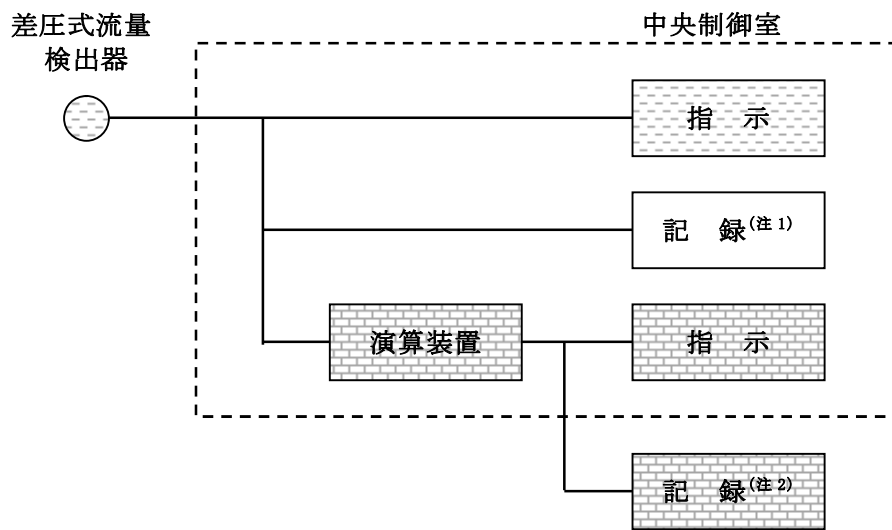 差圧式流量
検出器
中央制御室
指 示
記 録(注1)
演算装置
指 示
記 録(注2)